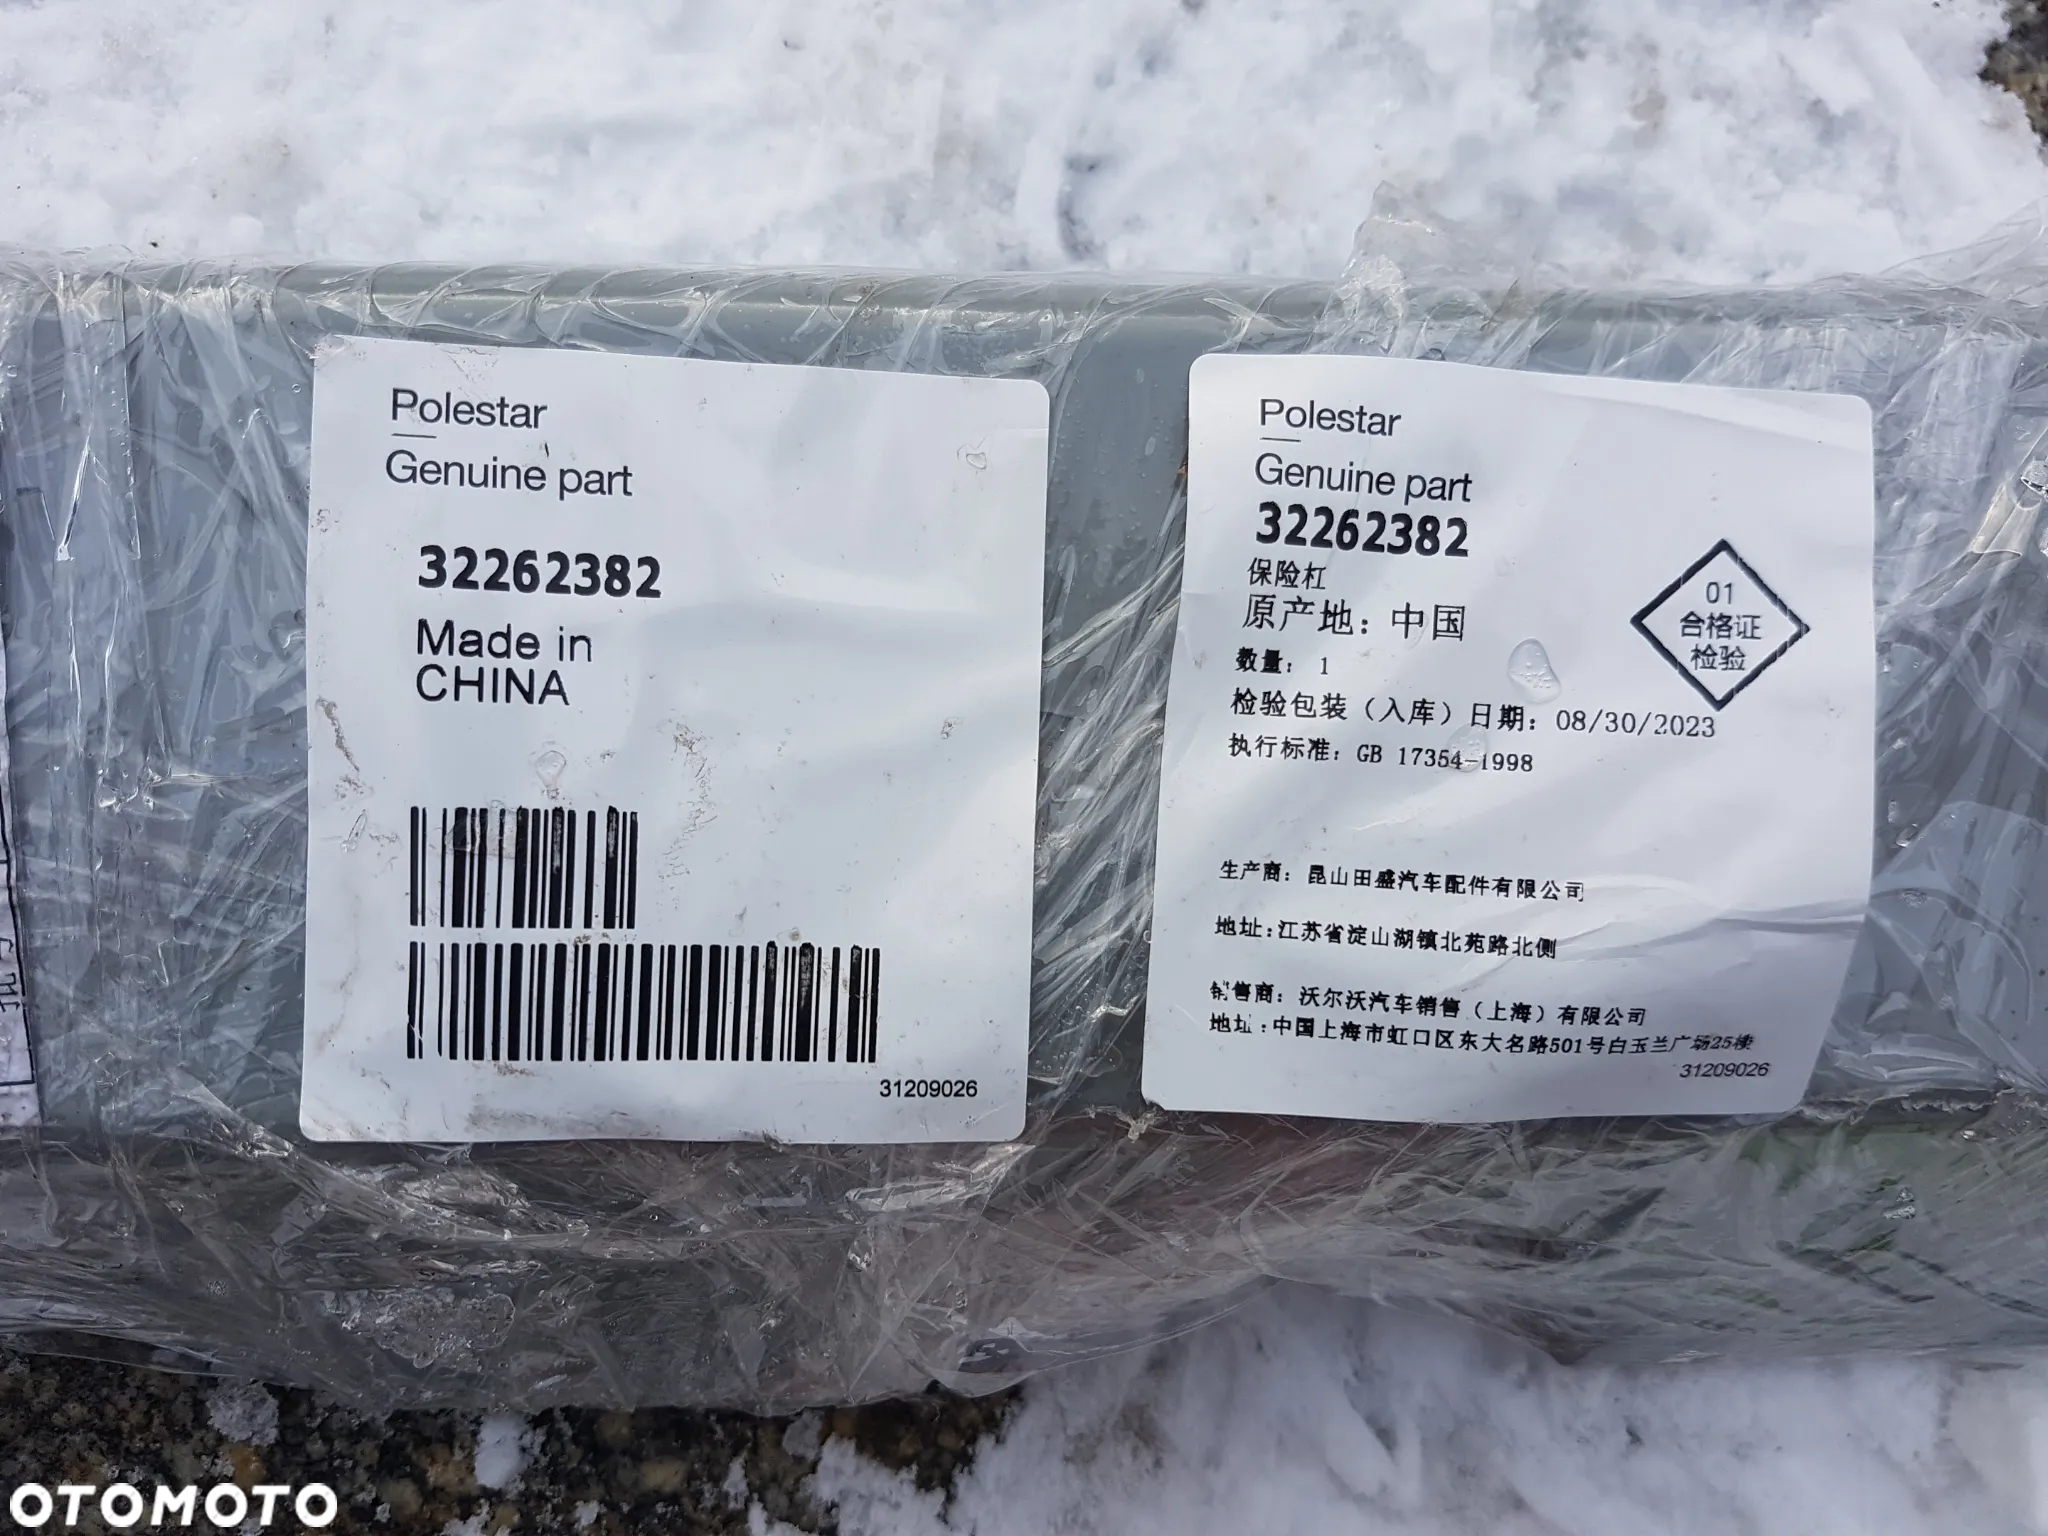 Polestar
Genuine part
32262382
Made in
CHINA
31209026
Polestar
Genuine part
32262382
保险杠
原产地：中国
数量：1
检验包装（入库）日期：08/30/2023
执行标准：GB 17354-1998
01
合格证
检验
生产商：昆山田盛汽车配件有限公司
地址：江苏省淀山湖镇北苑路北侧
销售商：沃尔沃汽车销售（上海）有限公司
地址：中国上海市虹口区东大名路501号白玉兰广场25楼
31209026
OTOMOTO